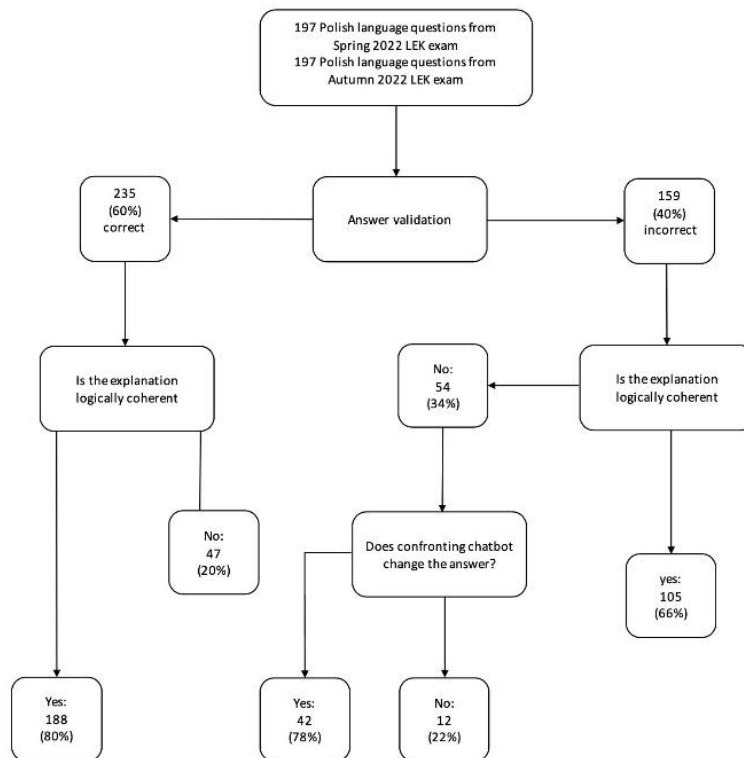 197 Polish language questions from
Spring 2022 LEK exam
197 Polish language questions from
Autumn 2022 LEK exam
235
(60%)
correct
Answer validation
159
(40%)
incorrect
Is the explanation
logically coherent
No:
54
(34%)
Is the explanation
logically coherent
No:
47
(20%)
Does confronting chatbot
change the answer?
yes:
105
(66%)
Yes:
188
(80%)
Yes:
42
(78%)
No:
12
(22%)